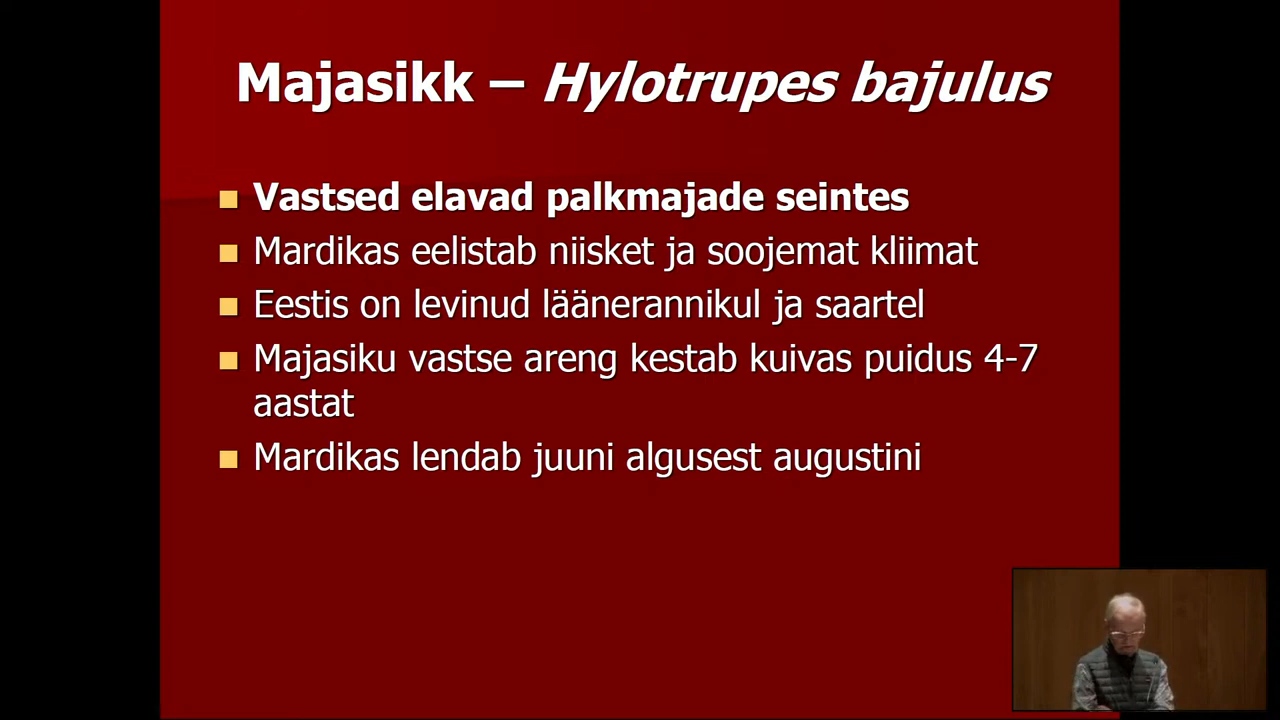 Majasikk – Hylotrupes bajulus
Vastsed elavad palkmajade seintes
Mardikas eelistab niisket ja soojemat kliimat
Eestis on levinud läänerannikul ja saartel
Majasiku vastse areng kestab kuivas puidus 4-7
aastat
Mardikas lendab juuni algusest augustini